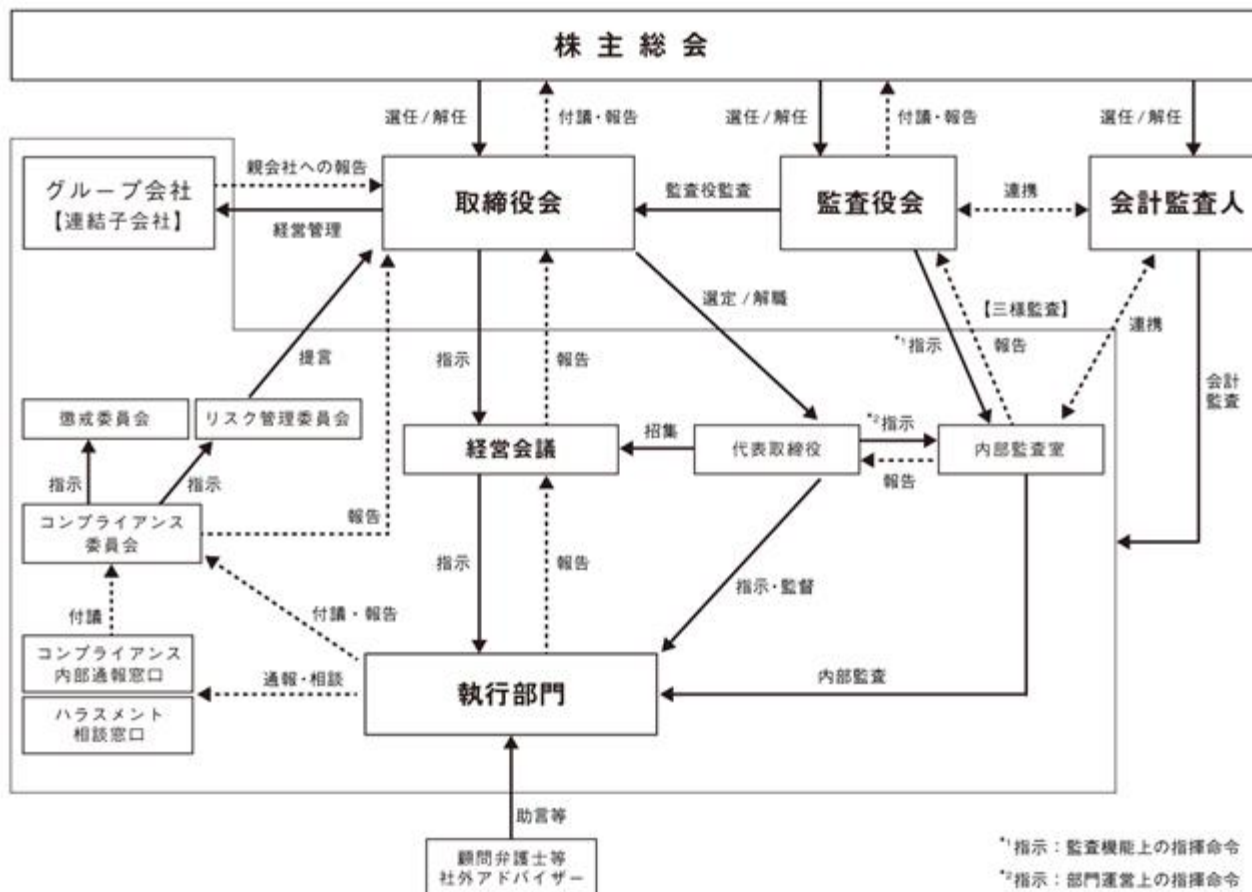 株主総会
選任/解任
付議・報告
選任/解任
付議・報告
選任/解任
グループ会社
【連結子会社】
親会社への報告
経営管理
取締役会
監査役監査
監査役会
連携
会計監査人
選定/解職
【三様監査】
*1指示
報告
連携
会計
監査
提言
指示
報告
懲戒委員会
リスク管理委員会
経営会議
招集
代表取締役
*2指示
報告
内部監査室
指示
指示
コンプライアンス
委員会
報告
指示
報告
指示・監督
付議
付議・報告
コンプライアンス
内部通報窓口
通報・相談
ハラスメント
相談窓口
執行部門
内部監査
助言等
顧問弁護士等
社外アドバイザー
*1指示：監査機能上の指揮命令
*2指示：部門運営上の指揮命令